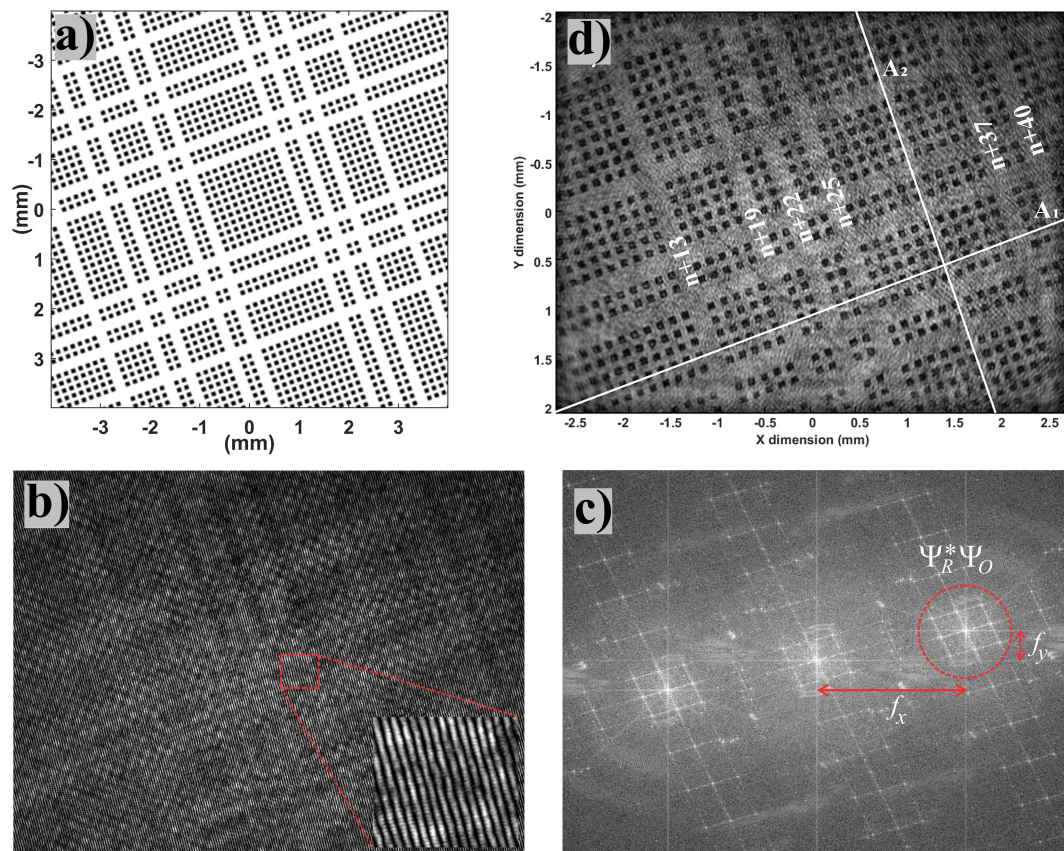 a)
-3
-2
-1
0
1
2
3
(mm)
-3 -2 -1 0 1 2 3
(mm)
d)
-2
-1.5
-1
-0.5
0
0.5
1
1.5
2
Y dimension (mm)
-2.5 -2 -1.5 -1 -0.5 0 0.5 1 1.5 2 2.5
X dimension (mm)
A₂
A₁
n+13
n+19
n+22
n+25
n+37
n+40
b)
c)
Ψ*RΨO
fy
fx